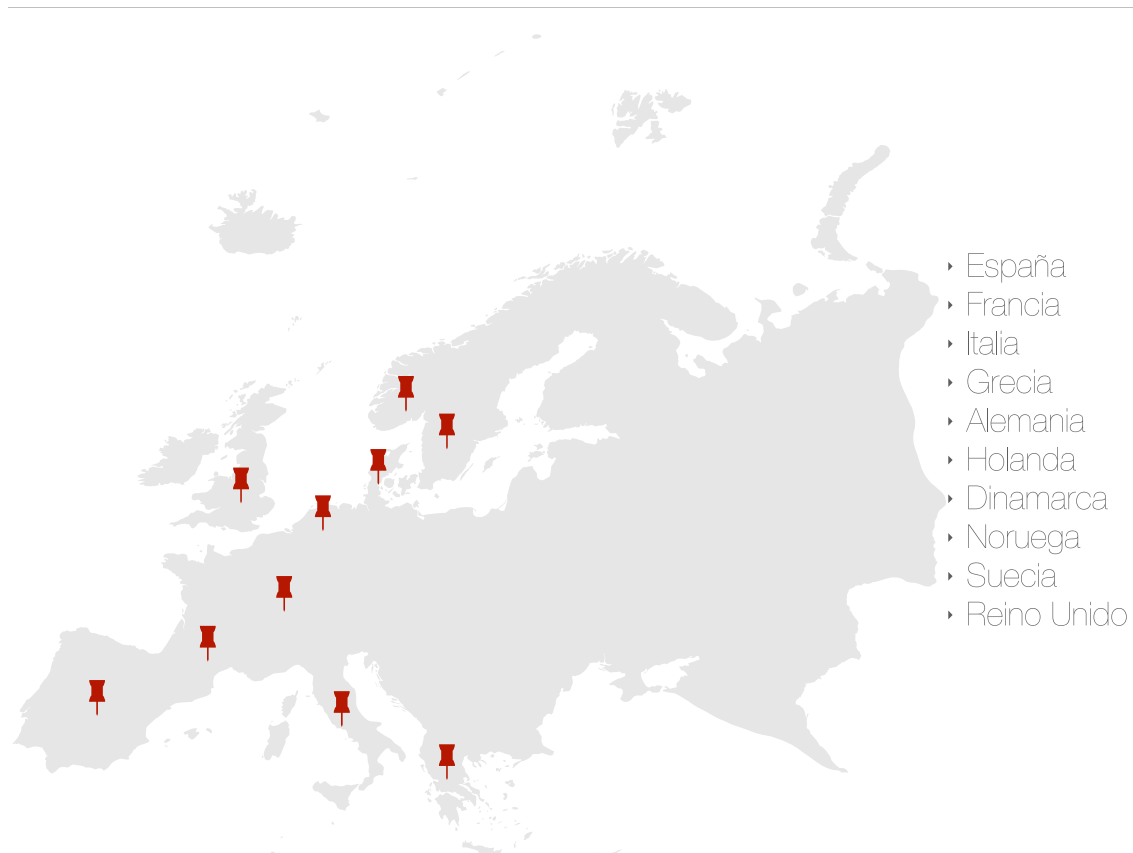 España
Francia
Italia
Grecia
Alemania
Holanda
Dinamarca
Noruega
Suecia
Reino Unido